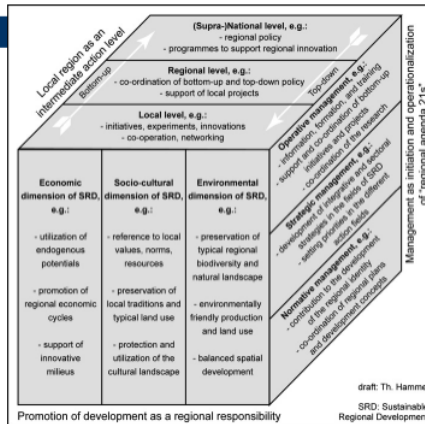 Local region as an
intermediate action level
Bottom-up
Top-down
(Supra-)National level, e.g.:
- regional policy
- programmes to support regional innovation
Regional level, e.g.:
- co-ordination of bottom-up and top-down policy
- support of local projects
Local level, e.g.:
- initiatives, experiments, innovations
- co-operation, networking
Economic
dimension of SRD,
e.g.:
- utilization of
endogenous
potentials
- promotion of
regional economic
cycles
- support of
innovative
milieus
Socio-cultural
dimension of SRD,
e.g.:
- reference to local
values, norms,
resources
- preservation of
local traditions and
typical land use
- protection and
utilization of the
cultural landscape
Environmental
dimension of SRD,
e.g.:
- preservation of
typical regional
biodiversity and
natural landscape
- environmentally
friendly production
and land use
- balanced spatial
development
Operative management, e.g.:
- information, formation, and training
- support and co-ordination of bottom-up
initiatives and projects
- co-ordination of the research
Strategic management, e.g.:
- development of integrative and sectoral
strategies in the fields of SRD
- setting priorities in the different
action fields
Normative management, e.g.:
- contribution to the development
of the regional identity
- co-ordination of regional plans
and development concepts
Management as initiation and operationalization
of "regional agenda 21s"
draft: Th. Hamme
SRD: Sustainable
Regional Development
Promotion of development as a regional responsibility